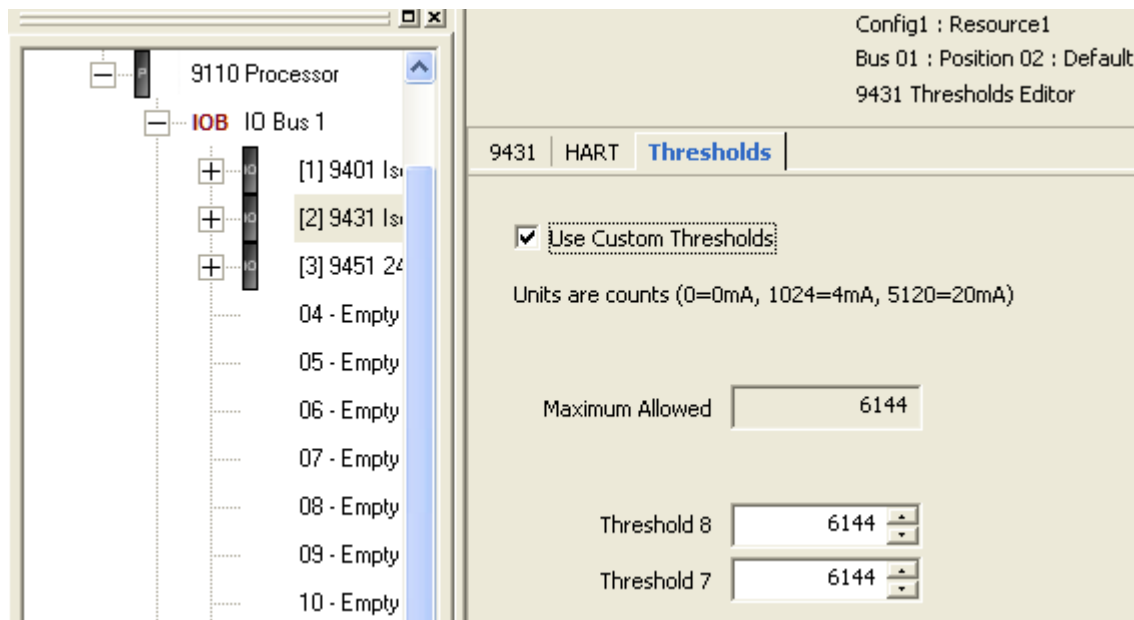 9110 Processor
IOB IO Bus 1
[1] 9401 Is
[2] 9431 Is
[3] 9451 24
04 - Empty
05 - Empty
06 - Empty
07 - Empty
08 - Empty
09 - Empty
10 - Empty
Config1 : Resource1
Bus 01 : Position 02 : Default
9431 Thresholds Editor
9431 HART Thresholds
Use Custom Thresholds
Units are counts (0=0mA, 1024=4mA, 5120=20mA)
Maximum Allowed 6144
Threshold 8 6144
Threshold 7 6144